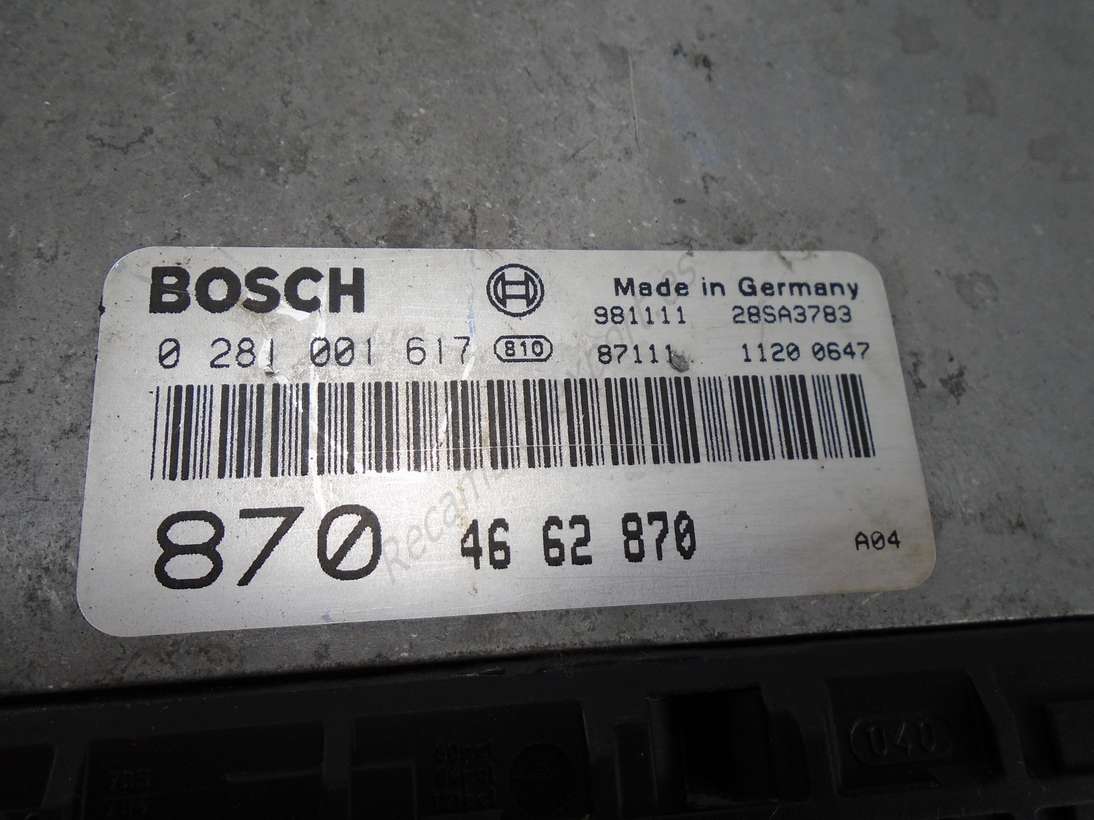 BOSCH Made in Germany
981111 28SA3783
0 281 001 617 810 87111 1120 0647
870 46 62 870 A04
040